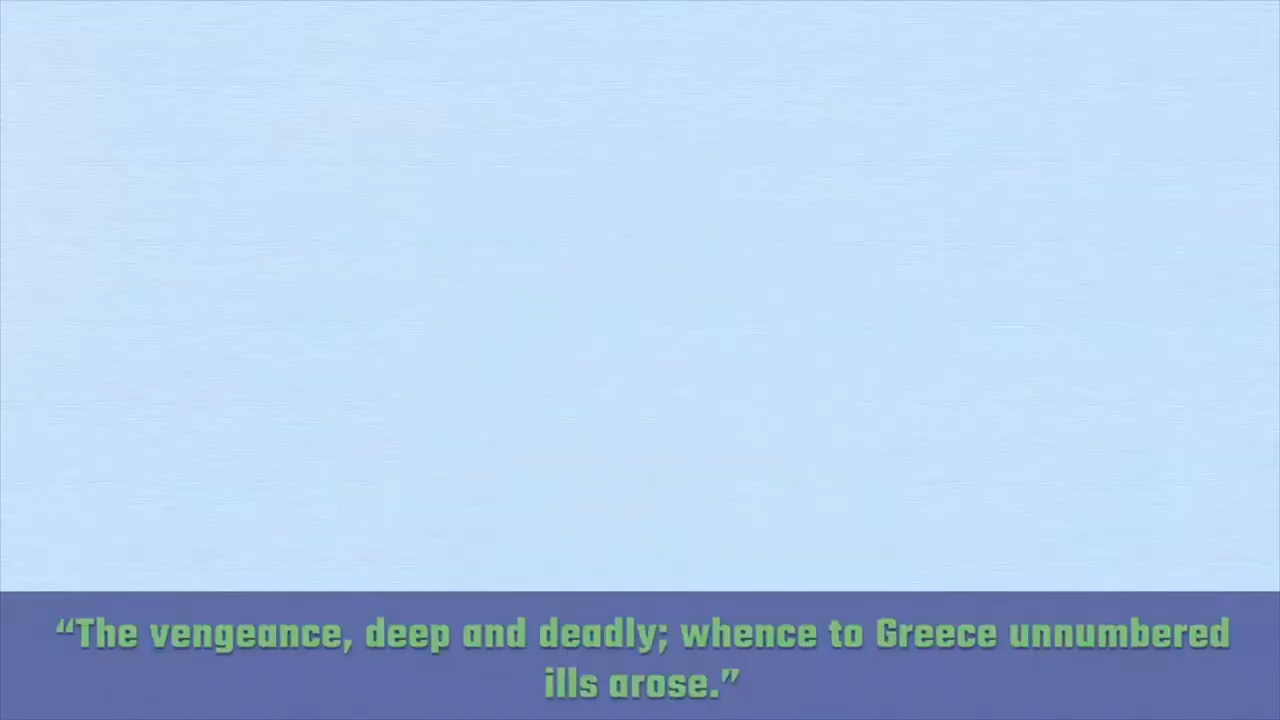 “The vengeance, deep and deadly; whence to Greece unnumbered
ills arose.”